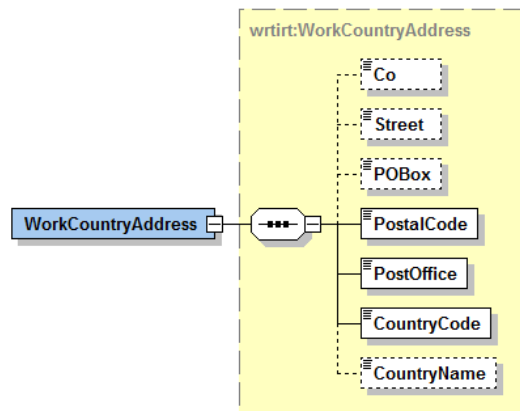 wrtirt:WorkCountryAddress
Co
Street
POBox
WorkCountryAddress
PostalCode
PostOffice
CountryCode
CountryName